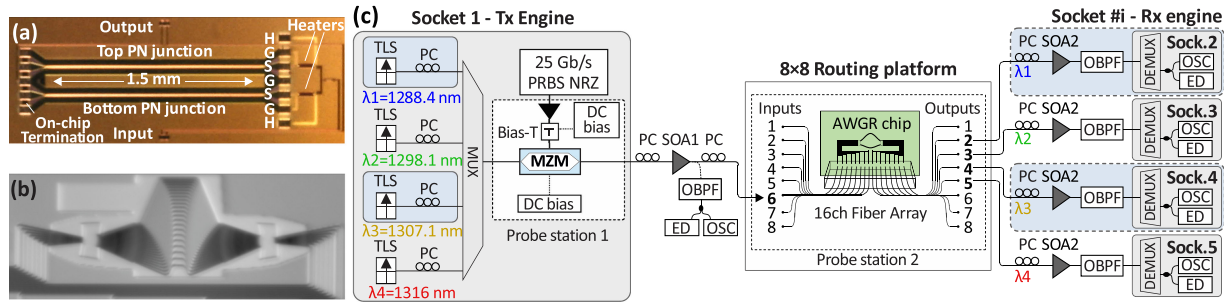 (a)
Output
Heaters
H
G
S
G
S
G
H
Top PN junction
1.5 mm
Bottom PN junction
On-chip
Termination
Input
(b)
(c)
Socket 1 - Tx Engine
TLS PC
λ1=1288.4 nm
TLS PC
λ2=1298.1 nm
TLS PC
λ3=1307.1 nm
TLS PC
λ4=1316 nm
MUX
25 Gb/s
PRBS NRZ
Bias-T
T
DC
bias
MZM
DC bias
Probe station 1
PC SOA1 PC
OBPF
ED OSC
8×8 Routing platform
Inputs
1
2
3
4
5
6
7
8
AWGR chip
16ch Fiber Array
Outputs
1
2
3
4
5
6
7
8
Probe station 2
Socket #i - Rx engine
PC SOA2
λ1
OBPF
DEMUX
Sock.2
OSC
ED
PC SOA2
λ2
OBPF
DEMUX
Sock.3
OSC
ED
PC SOA2
λ3
OBPF
DEMUX
Sock.4
OSC
ED
PC SOA2
λ4
OBPF
DEMUX
Sock.5
OSC
ED